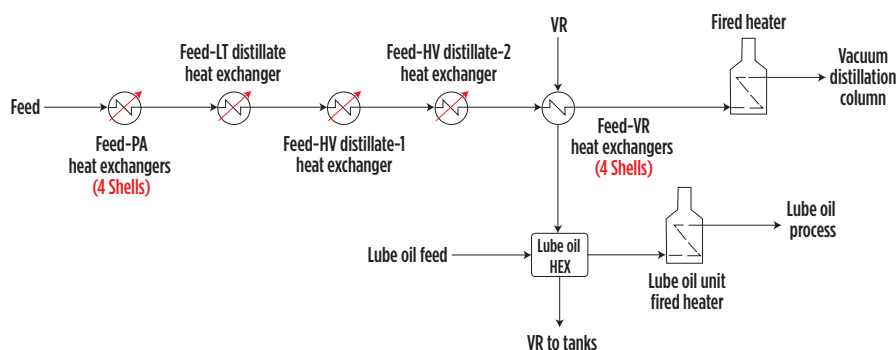 VR
Fired heater
Feed-LT distillate
heat exchanger
Feed-HV distillate-2
heat exchanger
Vacuum
distillation
column
Feed
Feed-PA
heat exchangers
(4 Shells)
Feed-HV distillate-1
heat exchanger
Feed-VR
heat exchangers
(4 Shells)
Lube oil feed
Lube oil
HEX
Lube oil
process
Lube oil unit
fired heater
VR to tanks